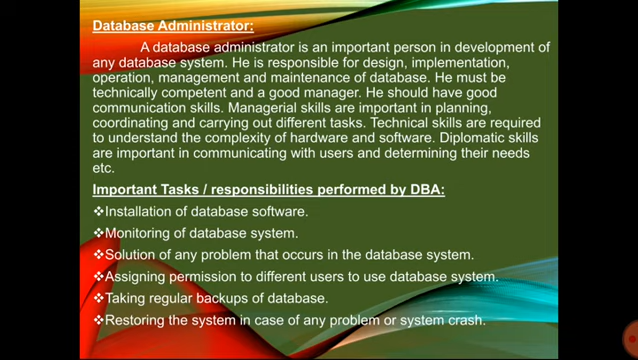 Database Administrator:
A database administrator is an important person in development of
any database system. He is responsible for design, implementation,
operation, management and maintenance of database. He must be
technically competent and a good manager. He should have good
communication skills. Managerial skills are important in planning,
coordinating and carrying out different tasks. Technical skills are required
to understand the complexity of hardware and software. Diplomatic skills
are important in communicating with users and determining their needs
etc.
Important Tasks / responsibilities performed by DBA:
❖Installation of database software.
❖Monitoring of database system.
❖Solution of any problem that occurs in the database system.
❖Assigning permission to different users to use database system.
❖Taking regular backups of database.
❖Restoring the system in case of any problem or system crash.